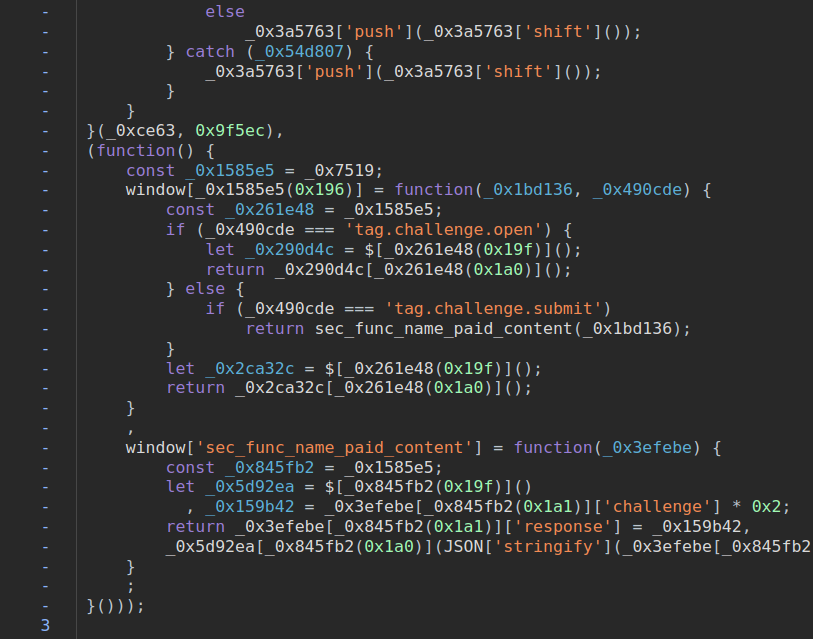 - else
- _0x3a5763['push'](_0x3a5763['shift']());
- } catch (_0x54d807) {
- _0x3a5763['push'](_0x3a5763['shift']());
- }
- }
- }(_0xce63, 0x9f5ec),
- (function() {
- const _0x1585e5 = _0x7519;
- window[_0x1585e5(0x196)] = function(_0x1bd136, _0x490cde) {
- const _0x261e48 = _0x1585e5;
- if (_0x490cde === 'tag.challenge.open') {
- let _0x290d4c = $[_0x261e48(0x19f)]();
- return _0x290d4c[_0x261e48(0x1a0)]();
- } else {
- if (_0x490cde === 'tag.challenge.submit')
- return sec_func_name_paid_content(_0x1bd136);
- }
- let _0x2ca32c = $[_0x261e48(0x19f)]();
- return _0x2ca32c[_0x261e48(0x1a0)]();
- }
- ,
- window['sec_func_name_paid_content'] = function(_0x3efebe) {
- const _0x845fb2 = _0x1585e5;
- let _0x5d92ea = $[_0x845fb2(0x19f)]()
- , _0x159b42 = _0x3efebe[_0x845fb2(0x1a1)]['challenge'] * 0x2;
- return _0x3efebe[_0x845fb2(0x1a1)]['response'] = _0x159b42,
- _0x5d92ea[_0x845fb2(0x1a0)](JSON['stringify'](_0x3efebe[_0x845fb2
- }
- ;
- }()));
3